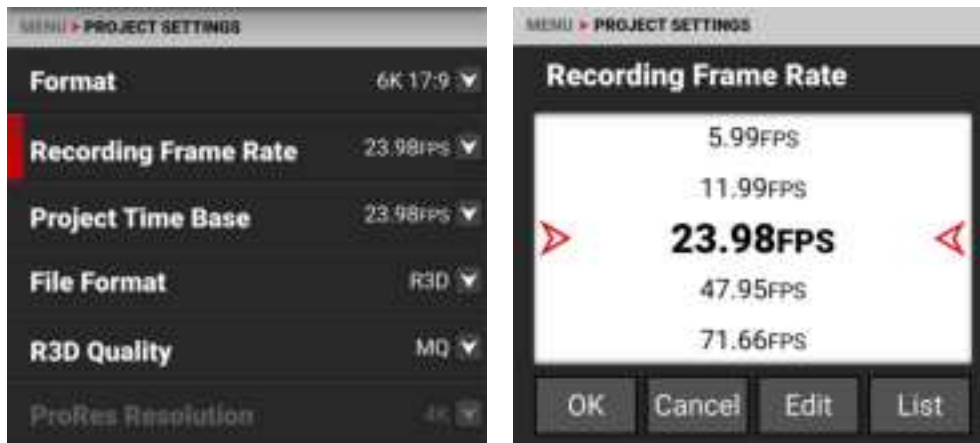 MENU ▸ PROJECT SETTINGS
Format 6K 17:9
Recording Frame Rate 23.98FPS
Project Time Base 23.98FPS
File Format R3D
R3D Quality MQ
ProRes Resolution 4K
MENU ▸ PROJECT SETTINGS
Recording Frame Rate
5.99FPS
11.99FPS
23.98FPS
47.95FPS
71.66FPS
OK Cancel Edit List